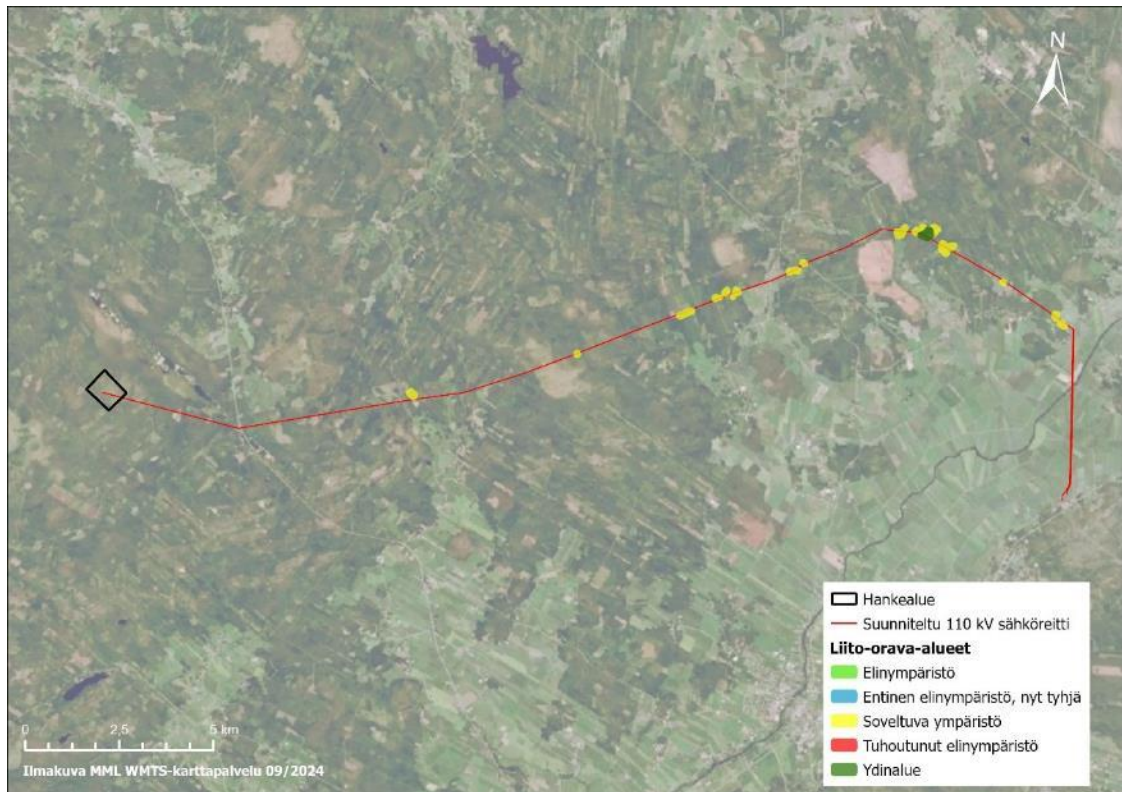 N
Hankealue
Suunniteltu 110 kV sähköreitti
Liito-orava-alueet
Elinympäristö
Entinen elinympäristö, nyt tyhjä
Soveltuva ympäristö
Tuhoutunut elinympäristö
Ydinalue
0 2,5 5 km
Ilmakuva MML WMTS-karttapalvelu 09/2024